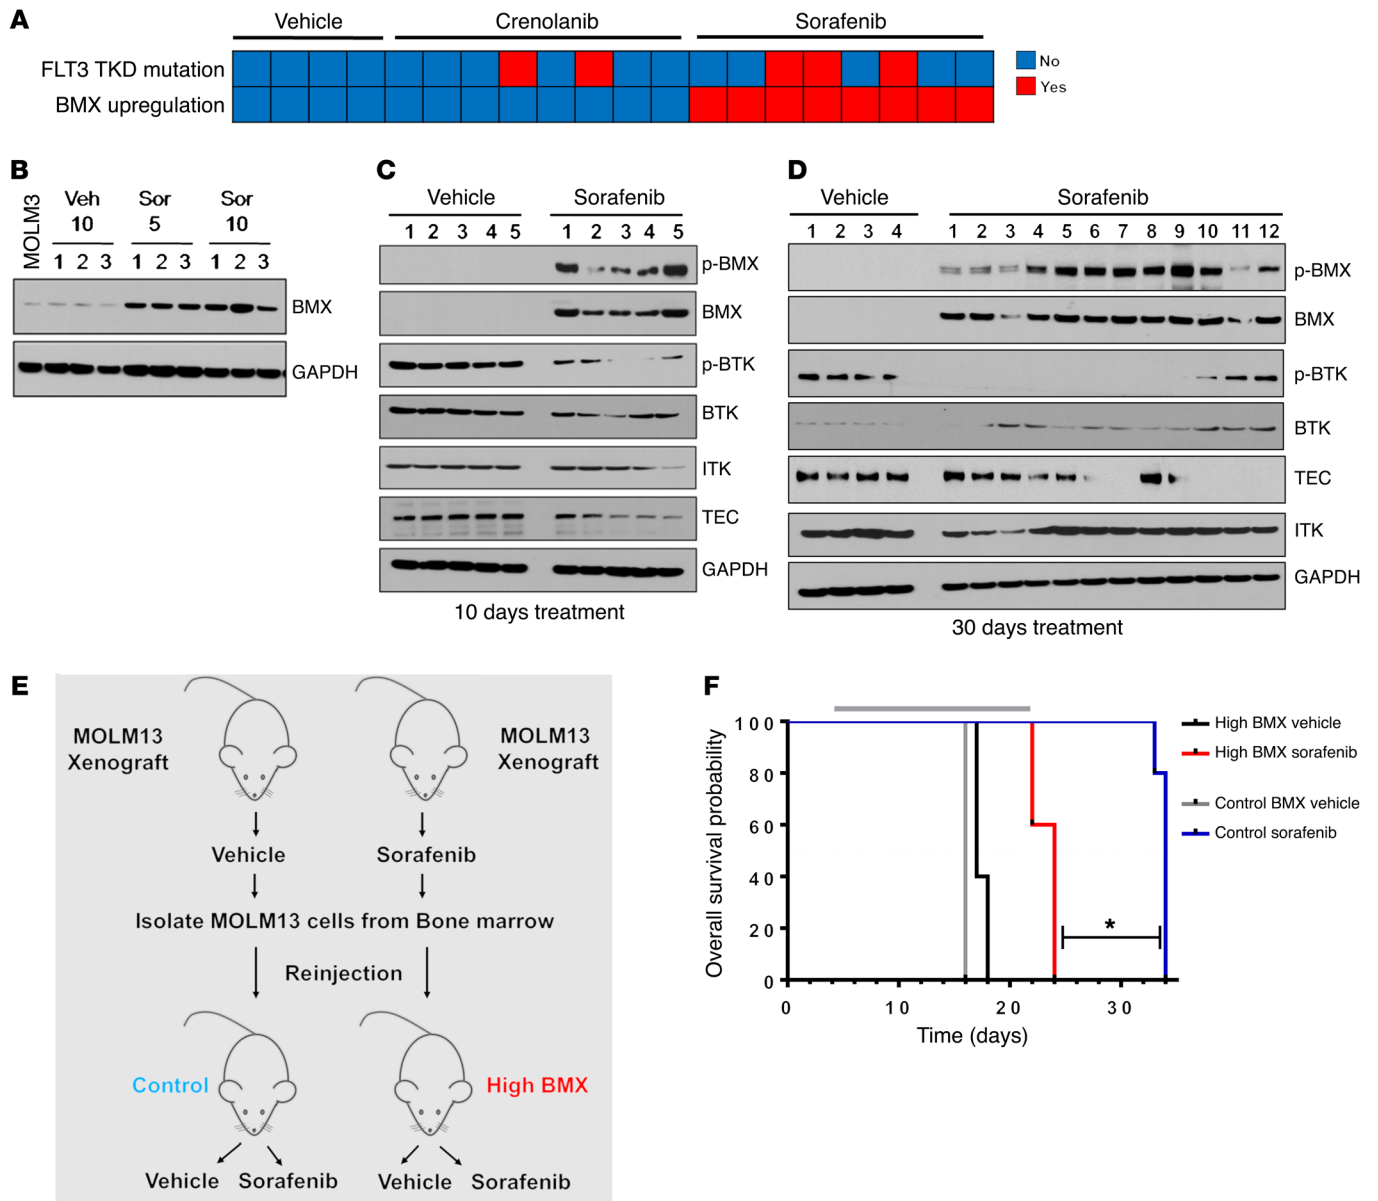 A
Vehicle Crenolanib Sorafenib
FLT3 TKD mutation
BMX upregulation
No
Yes
B
MOLM3
Veh Sor Sor
10 5 10
1 2 3 1 2 3 1 2 3
BMX
GAPDH
C
Vehicle Sorafenib
1 2 3 4 5 1 2 3 4 5
p-BMX
BMX
p-BTK
BTK
ITK
TEC
GAPDH
10 days treatment
D
Vehicle Sorafenib
1 2 3 4 1 2 3 4 5 6 7 8 9 10 11 12
p-BMX
BMX
p-BTK
BTK
TEC
ITK
GAPDH
30 days treatment
E
MOLM13
Xenograft
MOLM13
Xenograft
Vehicle Sorafenib
Isolate MOLM13 cells from Bone marrow
Reinjection
Control High BMX
Vehicle Sorafenib Vehicle Sorafenib
F
Overall survival probability
100
80
60
40
20
0
*
0 10 20 30
Time (days)
High BMX vehicle
High BMX sorafenib
Control BMX vehicle
Control sorafenib